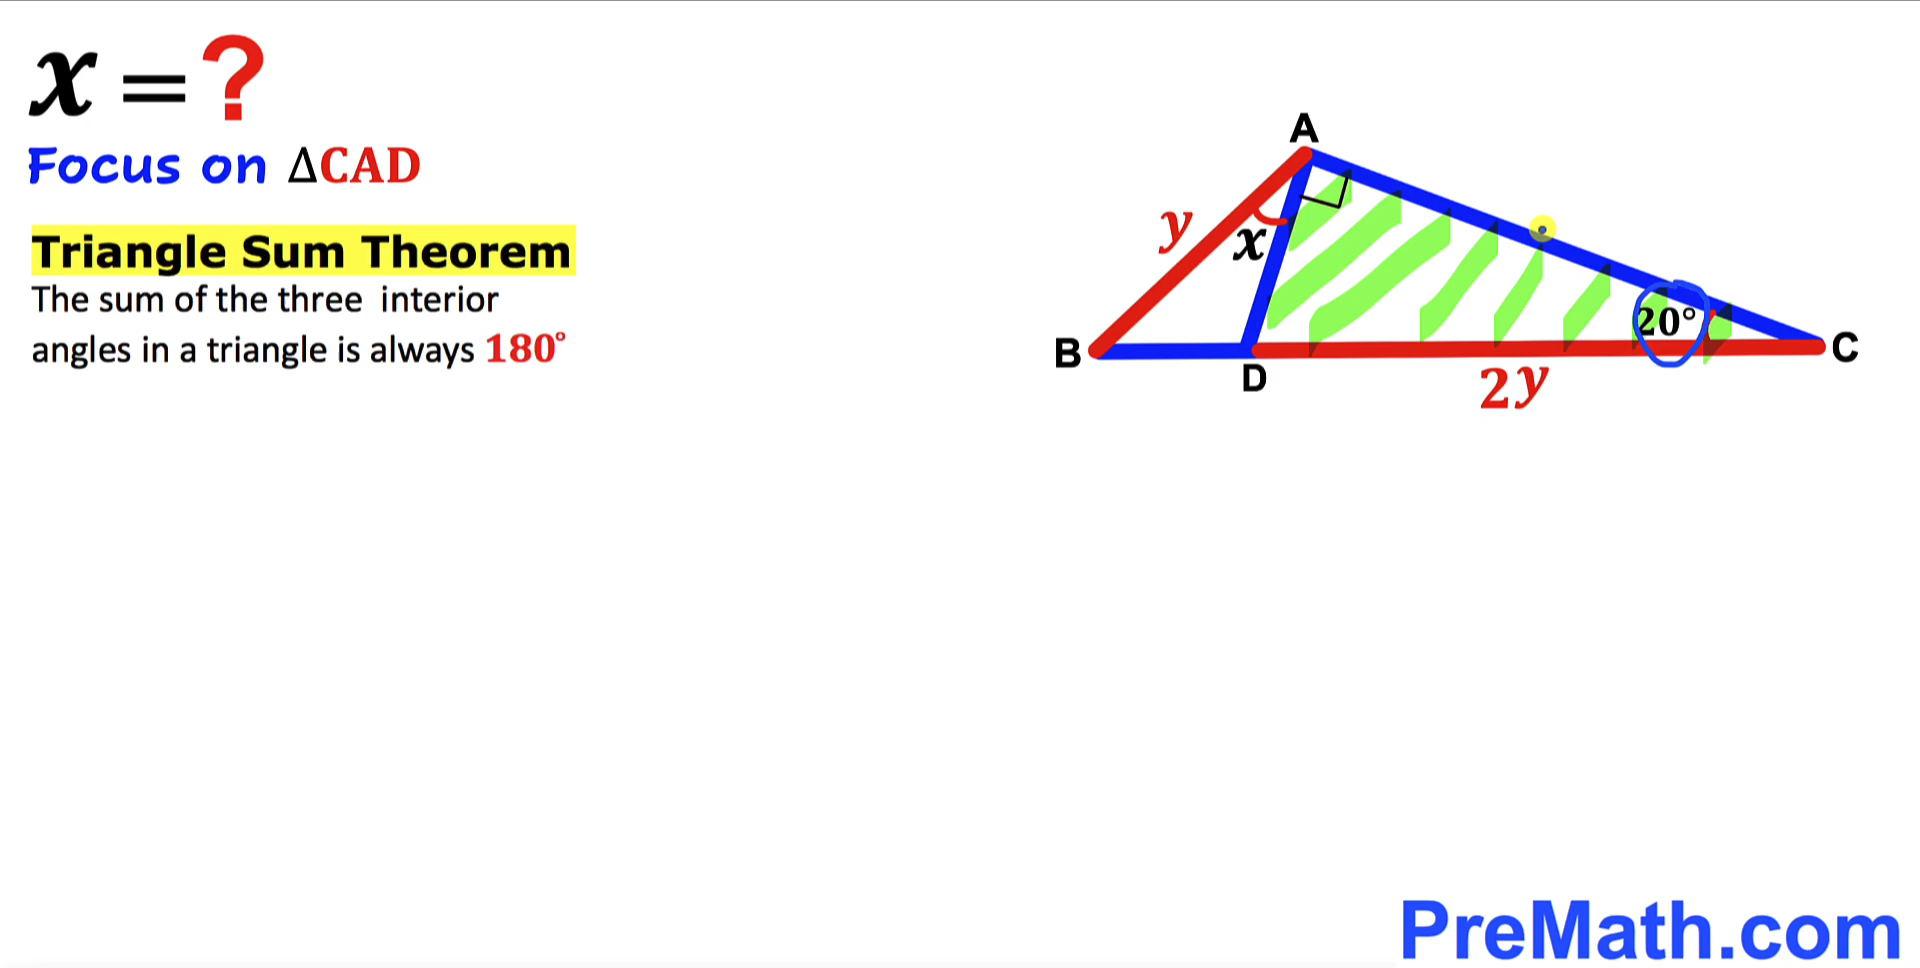 x = ?
Focus on ΔCAD
Triangle Sum Theorem
The sum of the three interior
angles in a triangle is always 180°
A
y
x
20°
B
C
D
2y
PreMath.com